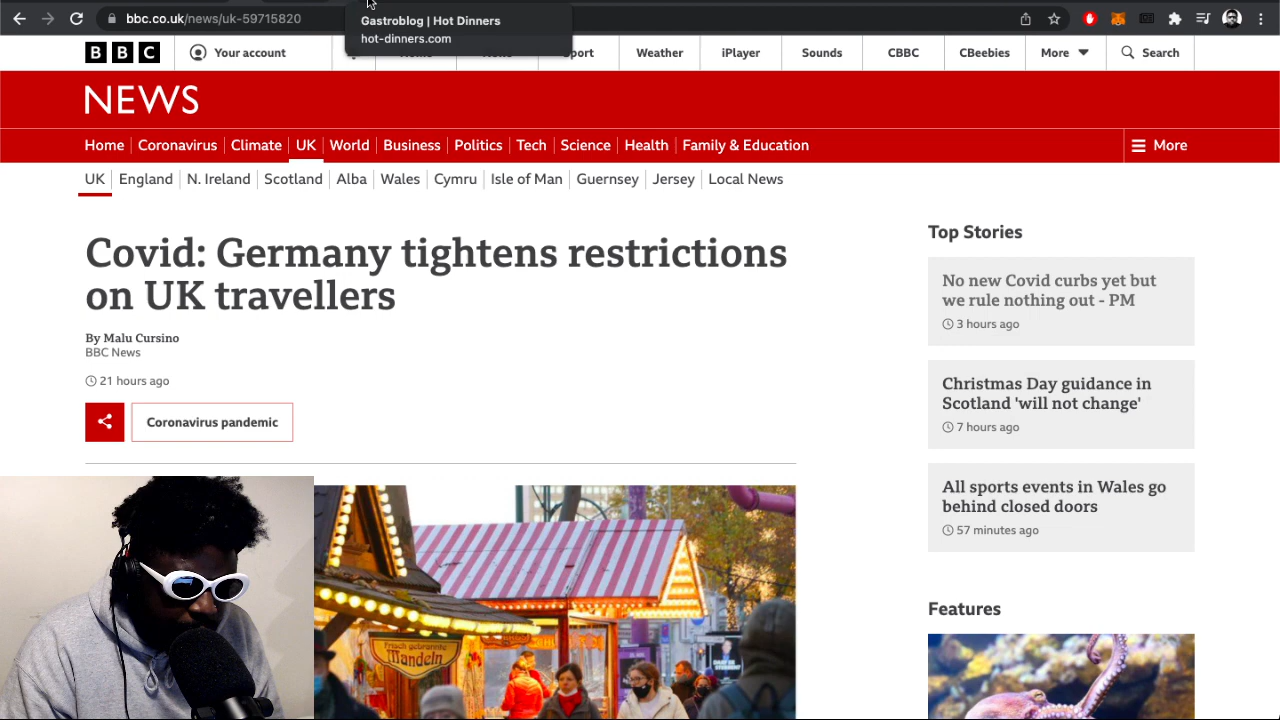 bbc.co.uk/news/uk-59715820
Gastroblog | Hot Dinners
hot-dinners.com
BBC
Your account
Weather
iPlayer
Sounds
CBBC
CBeebies
More
Search
NEWS
Home
Coronavirus
Climate
UK
World
Business
Politics
Tech
Science
Health
Family & Education
More
UK
England
N. Ireland
Scotland
Alba
Wales
Cymru
Isle of Man
Guernsey
Jersey
Local News
Covid: Germany tightens restrictions
on UK travellers
By Malu Cursino
BBC News
21 hours ago
Coronavirus pandemic
Frisch gebrannte
Mandeln
Top Stories
No new Covid curbs yet but
we rule nothing out - PM
3 hours ago
Christmas Day guidance in
Scotland 'will not change'
7 hours ago
All sports events in Wales go
behind closed doors
57 minutes ago
Features